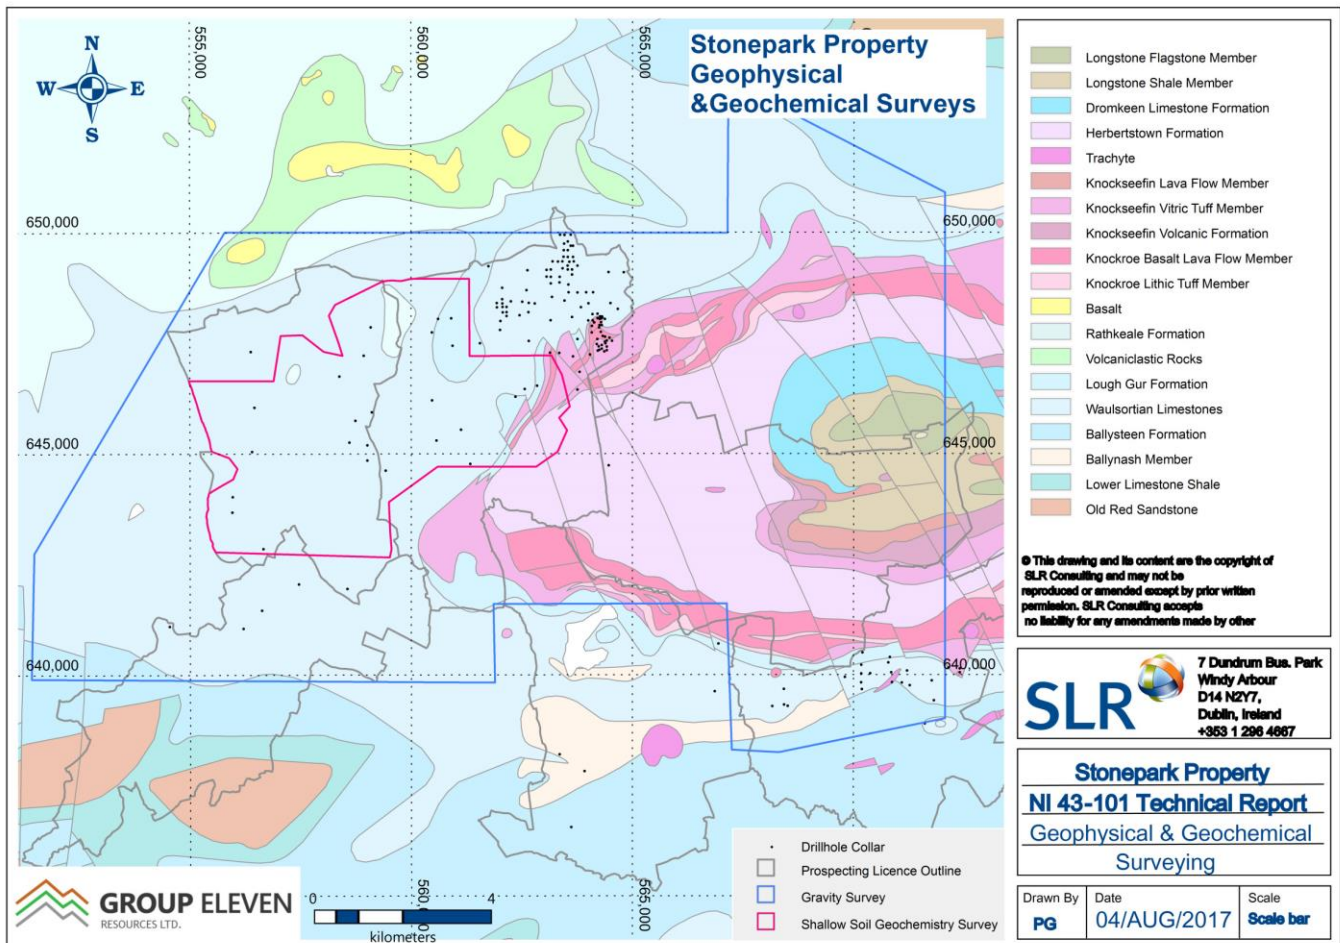 Stonepark Property
Geophysical
&Geochemical Surveys
N
W
E
S
555,000
560,000
565,000
650,000
650,000
645,000
645,000
640,000
640,000
565,000
Longstone Flagstone Member
Longstone Shale Member
Dromkeen Limestone Formation
Herbertstown Formation
Trachyte
Knockseefin Lava Flow Member
Knockseefin Vitric Tuff Member
Knockseefin Volcanic Formation
Knockroe Basalt Lava Flow Member
Knockroe Lithic Tuff Member
Basalt
Rathkeale Formation
Volcaniclastic Rocks
Lough Gur Formation
Waulsortian Limestones
Ballysteen Formation
Ballynash Member
Lower Limestone Shale
Old Red Sandstone
© This drawing and its content are the copyright of
SLR Consulting and may not be
reproduced or amended except by prior written
permission. SLR Consulting accepts
no liability for any amendments made by other
SLR
7 Dundrum Bus. Park
Windy Arbour
D14 N2Y7,
Dublin, Ireland
+353 1 296 4667
Stonepark Property
NI 43-101 Technical Report
Geophysical & Geochemical
Surveying
Drawn By
PG
Date
04/AUG/2017
Scale
Scale bar
Drillhole Collar
Prospecting Licence Outline
Gravity Survey
Shallow Soil Geochemistry Survey
GROUP ELEVEN
RESOURCES LTD.
0
4
kilometers